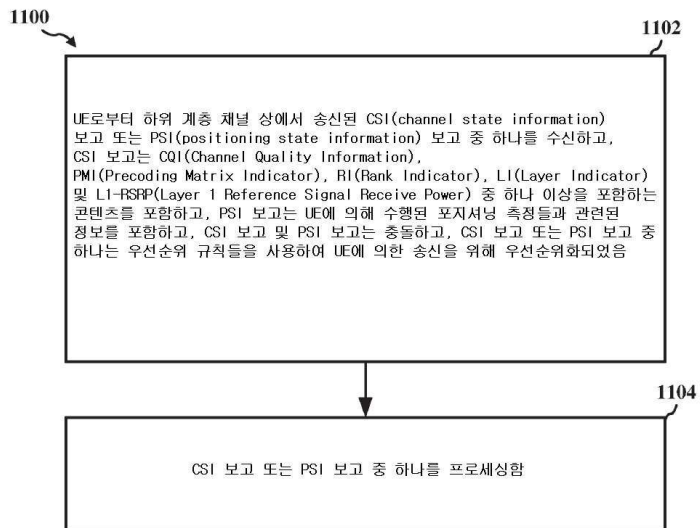 1100
1102
UE로부터 하위 계층 채널 상에서 송신된 CSI(channel state information)
보고 또는 PSI(positioning state information) 보고 중 하나를 수신하고,
CSI 보고는 CQI(Channel Quality Information),
PMI(Precoding Matrix Indicator), RI(Rank Indicator), LI(Layer Indicator)
및 L1-RSRP(Layer 1 Reference Signal Receive Power) 중 하나 이상을 포함하는
콘텐츠를 포함하고, PSI 보고는 UE에 의해 수행된 포지셔닝 측정들과 관련된
정보를 포함하고, CSI 보고 및 PSI 보고는 충돌하고, CSI 보고 또는 PSI 보고 중
하나는 우선순위 규칙들을 사용하여 UE에 의한 송신을 위해 우선순위화되었음
1104
CSI 보고 또는 PSI 보고 중 하나를 프로세싱함